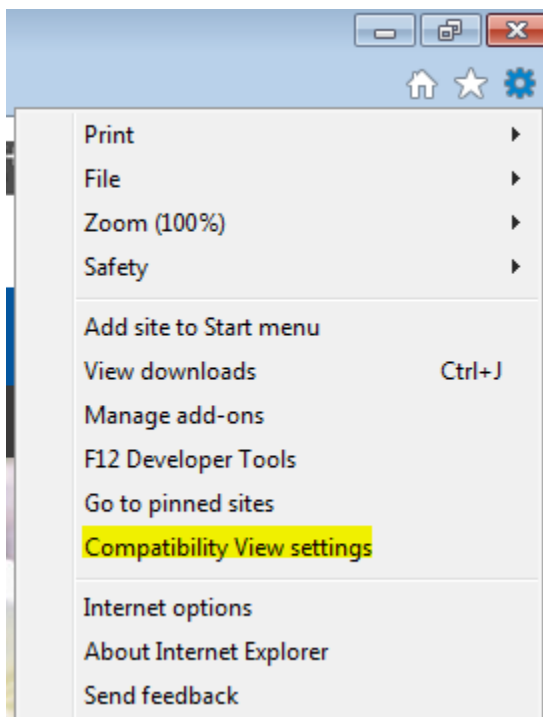 Print
File
Zoom (100%)
Safety
Add site to Start menu
View downloads Ctrl+J
Manage add-ons
F12 Developer Tools
Go to pinned sites
Compatibility View settings
Internet options
About Internet Explorer
Send feedback